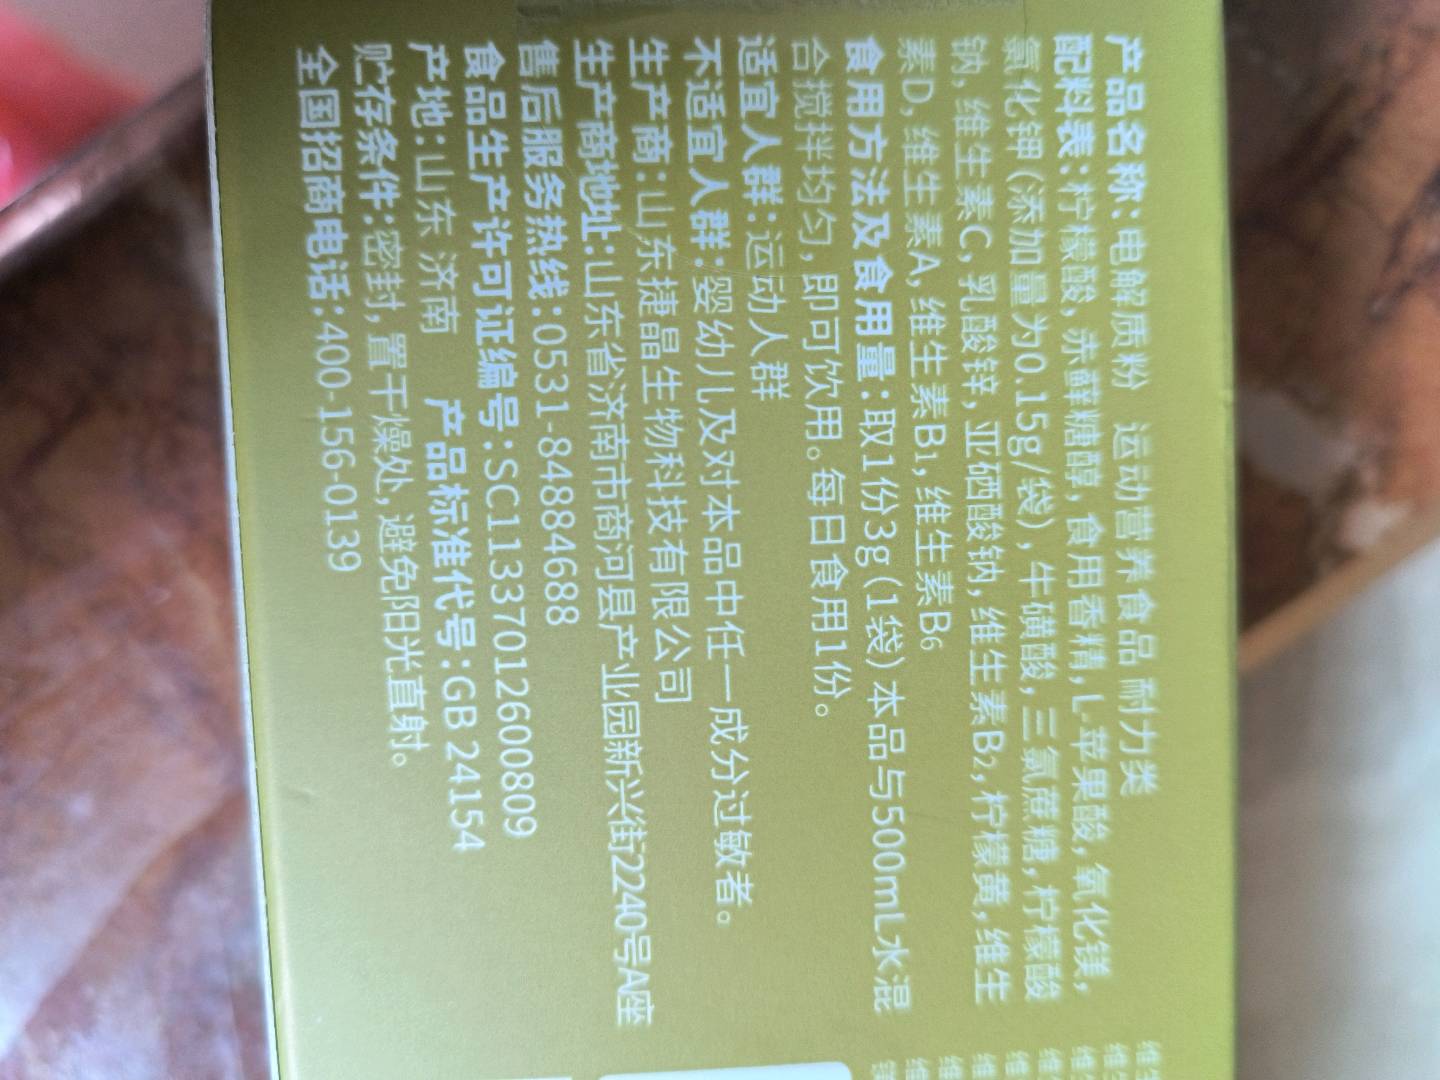 产品名称:电解质粉 运动营养食品 耐力类
配料表:柠檬酸,赤藓糖醇,食用香精,L-苹果酸,氧化镁,
氯化钾(添加量为0.15g/袋),牛磺酸,三氯蔗糖,柠檬酸
钠,维生素C,乳酸锌,亚硒酸钠,维生素B₂,柠檬黄,维生
素D,维生素A,维生素B₁,维生素B₆
食用方法及食用量:取1份3g(1袋)本品与500mL水混
合搅拌均匀,即可饮用。每日食用1份。
适宜人群:运动人群
不适宜人群:婴幼儿及对本品中任一成分过敏者。
生产商:山东捷晶生物科技有限公司
生产商地址:山东省济南市商河县产业园新兴街2240号A座
售后服务热线:0531-84884688
食品生产许可证编号:SC11337012600809
产地:山东 济南 产品标准代号:GB 24154
贮存条件:密封,置干燥处,避免阳光直射。
全国招商电话:400-156-0139